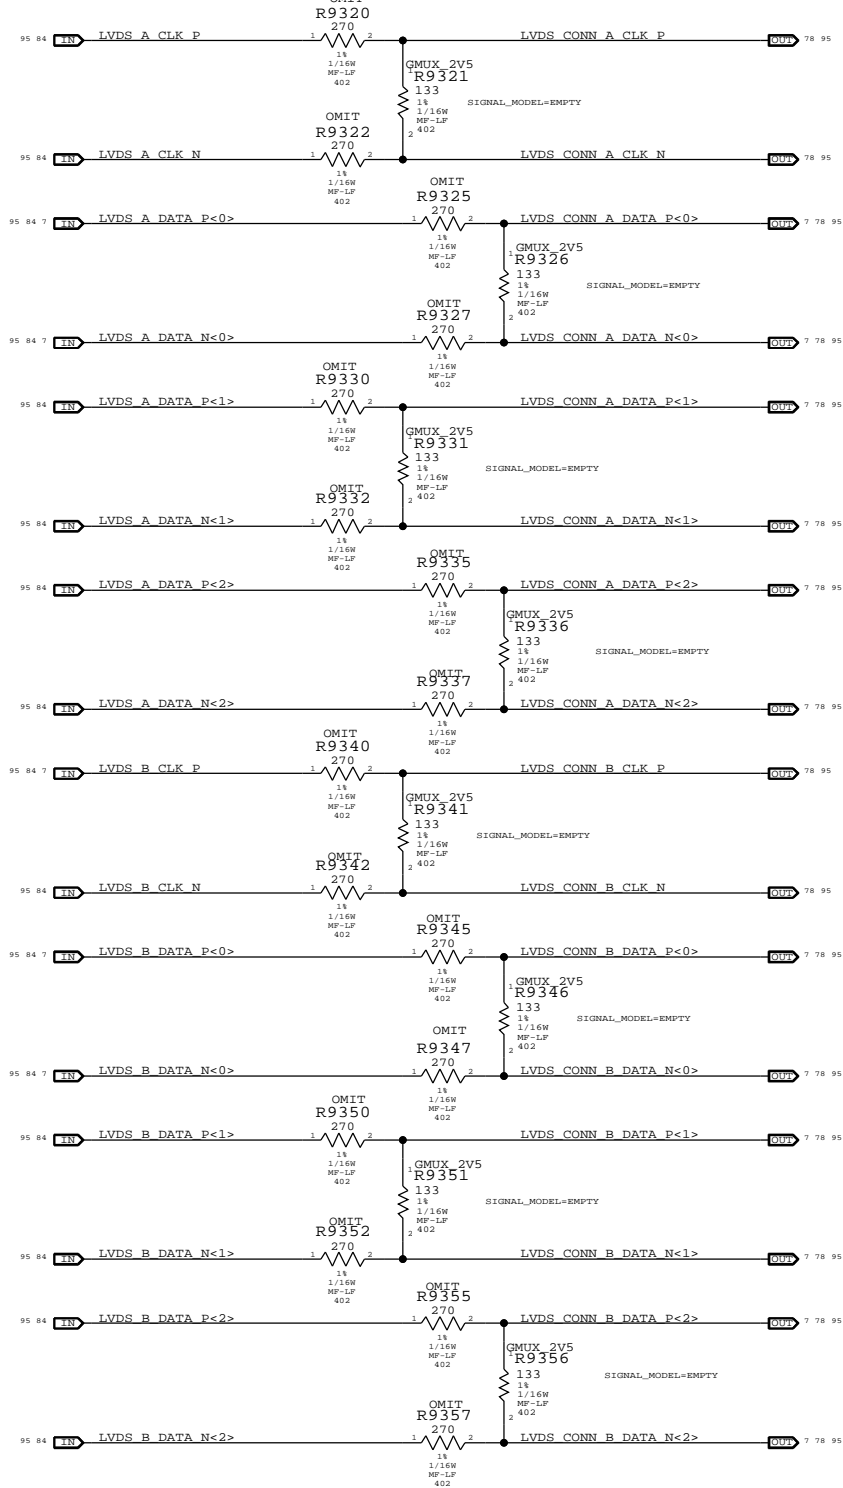 OMIT
R9320
270
95 84 IN LVDS_A_CLK_P 1 2 LVDS_CONN_A_CLK_P OUT 78 95
1%
1/16W
MF-LF
402
GMUX_2V5
1
R9321
133
1%
1/16W
MF-LF
402
2
SIGNAL_MODEL=EMPTY
OMIT
R9322
270
95 84 IN LVDS_A_CLK_N 1 2 LVDS_CONN_A_CLK_N OUT 78 95
1%
1/16W
MF-LF
402
OMIT
R9325
270
95 84 7 IN LVDS_A_DATA_P<0> 1 2 LVDS_CONN_A_DATA_P<0> OUT 7 78 95
1%
1/16W
MF-LF
402
GMUX_2V5
1
R9326
133
1%
1/16W
MF-LF
402
2
SIGNAL_MODEL=EMPTY
OMIT
R9327
270
95 84 7 IN LVDS_A_DATA_N<0> 1 2 LVDS_CONN_A_DATA_N<0> OUT 7 78 95
1%
1/16W
MF-LF
402
OMIT
R9330
270
95 84 IN LVDS_A_DATA_P<1> 1 2 LVDS_CONN_A_DATA_P<1> OUT 7 78 95
1%
1/16W
MF-LF
402
GMUX_2V5
1
R9331
133
1%
1/16W
MF-LF
402
2
SIGNAL_MODEL=EMPTY
OMIT
R9332
270
95 84 IN LVDS_A_DATA_N<1> 1 2 LVDS_CONN_A_DATA_N<1> OUT 7 78 95
1%
1/16W
MF-LF
402
OMIT
R9335
270
95 84 IN LVDS_A_DATA_P<2> 1 2 LVDS_CONN_A_DATA_P<2> OUT 7 78 95
1%
1/16W
MF-LF
402
GMUX_2V5
1
R9336
133
1%
1/16W
MF-LF
402
2
SIGNAL_MODEL=EMPTY
OMIT
R9337
270
95 84 IN LVDS_A_DATA_N<2> 1 2 LVDS_CONN_A_DATA_N<2> OUT 7 78 95
1%
1/16W
MF-LF
402
OMIT
R9340
270
95 84 7 IN LVDS_B_CLK_P 1 2 LVDS_CONN_B_CLK_P OUT 78 95
1%
1/16W
MF-LF
402
GMUX_2V5
1
R9341
133
1%
1/16W
MF-LF
402
2
SIGNAL_MODEL=EMPTY
OMIT
R9342
270
95 84 IN LVDS_B_CLK_N 1 2 LVDS_CONN_B_CLK_N OUT 78 95
1%
1/16W
MF-LF
402
OMIT
R9345
270
95 84 7 IN LVDS_B_DATA_P<0> 1 2 LVDS_CONN_B_DATA_P<0> OUT 7 78 95
1%
1/16W
MF-LF
402
GMUX_2V5
1
R9346
133
1%
1/16W
MF-LF
402
2
SIGNAL_MODEL=EMPTY
OMIT
R9347
270
95 84 7 IN LVDS_B_DATA_N<0> 1 2 LVDS_CONN_B_DATA_N<0> OUT 7 78 95
1%
1/16W
MF-LF
402
OMIT
R9350
270
95 84 IN LVDS_B_DATA_P<1> 1 2 LVDS_CONN_B_DATA_P<1> OUT 7 78 95
1%
1/16W
MF-LF
402
GMUX_2V5
1
R9351
133
1%
1/16W
MF-LF
402
2
SIGNAL_MODEL=EMPTY
OMIT
R9352
270
95 84 IN LVDS_B_DATA_N<1> 1 2 LVDS_CONN_B_DATA_N<1> OUT 7 78 95
1%
1/16W
MF-LF
402
OMIT
R9355
270
95 84 IN LVDS_B_DATA_P<2> 1 2 LVDS_CONN_B_DATA_P<2> OUT 7 78 95
1%
1/16W
MF-LF
402
GMUX_2V5
1
R9356
133
1%
1/16W
MF-LF
402
2
SIGNAL_MODEL=EMPTY
OMIT
R9357
270
95 84 IN LVDS_B_DATA_N<2> 1 2 LVDS_CONN_B_DATA_N<2> OUT 7 78 95
1%
1/16W
MF-LF
402